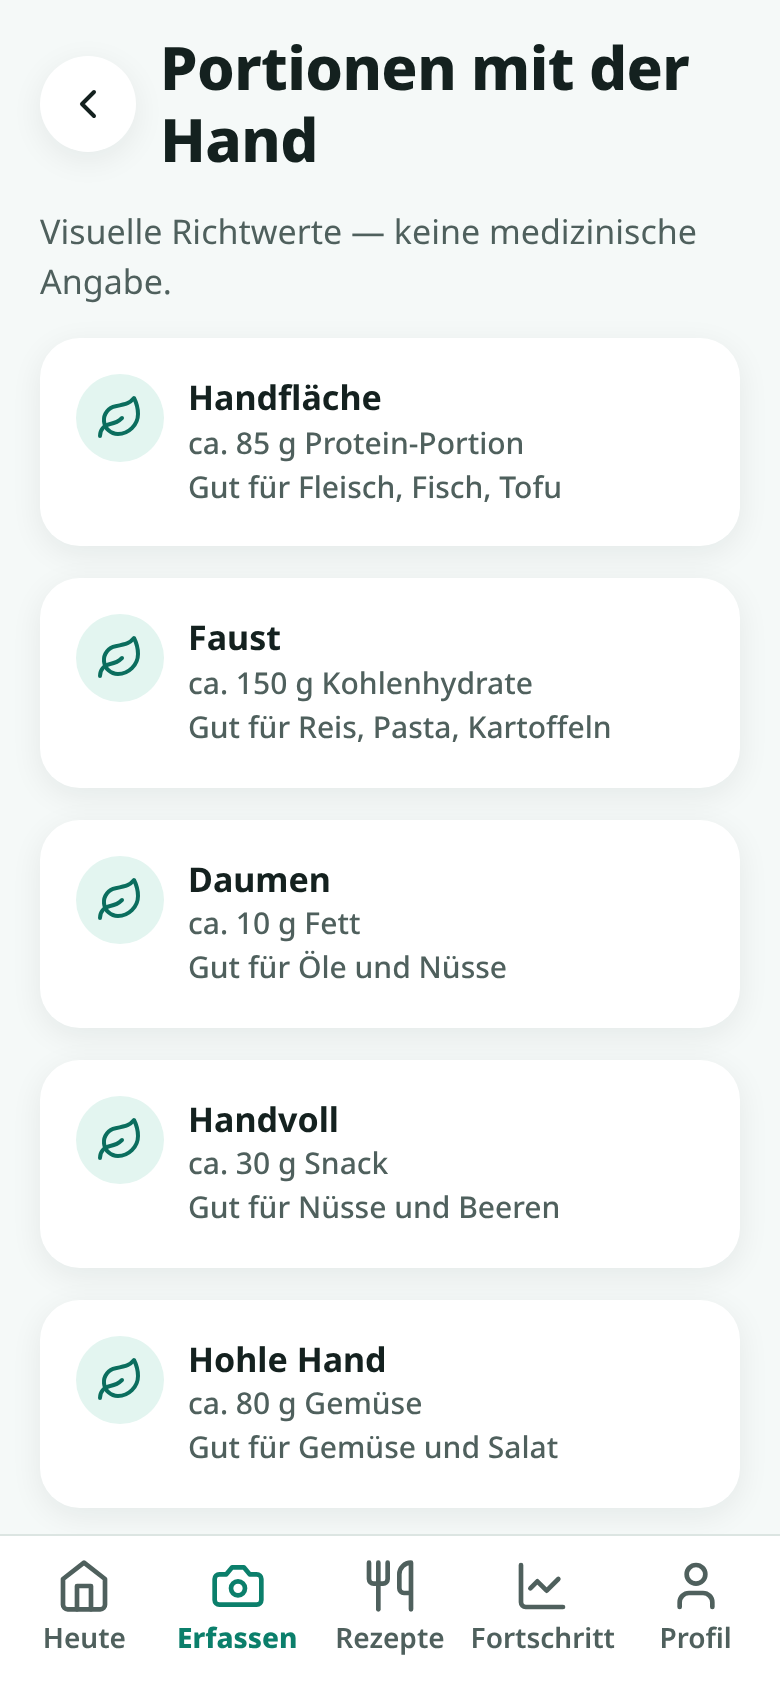 Portionen mit der
Hand
Visuelle Richtwerte — keine medizinische
Angabe.
Handfläche
ca. 85 g Protein-Portion
Gut für Fleisch, Fisch, Tofu
Faust
ca. 150 g Kohlenhydrate
Gut für Reis, Pasta, Kartoffeln
Daumen
ca. 10 g Fett
Gut für Öle und Nüsse
Handvoll
ca. 30 g Snack
Gut für Nüsse und Beeren
Hohle Hand
ca. 80 g Gemüse
Gut für Gemüse und Salat
Heute
Erfassen
Rezepte
Fortschritt
Profil